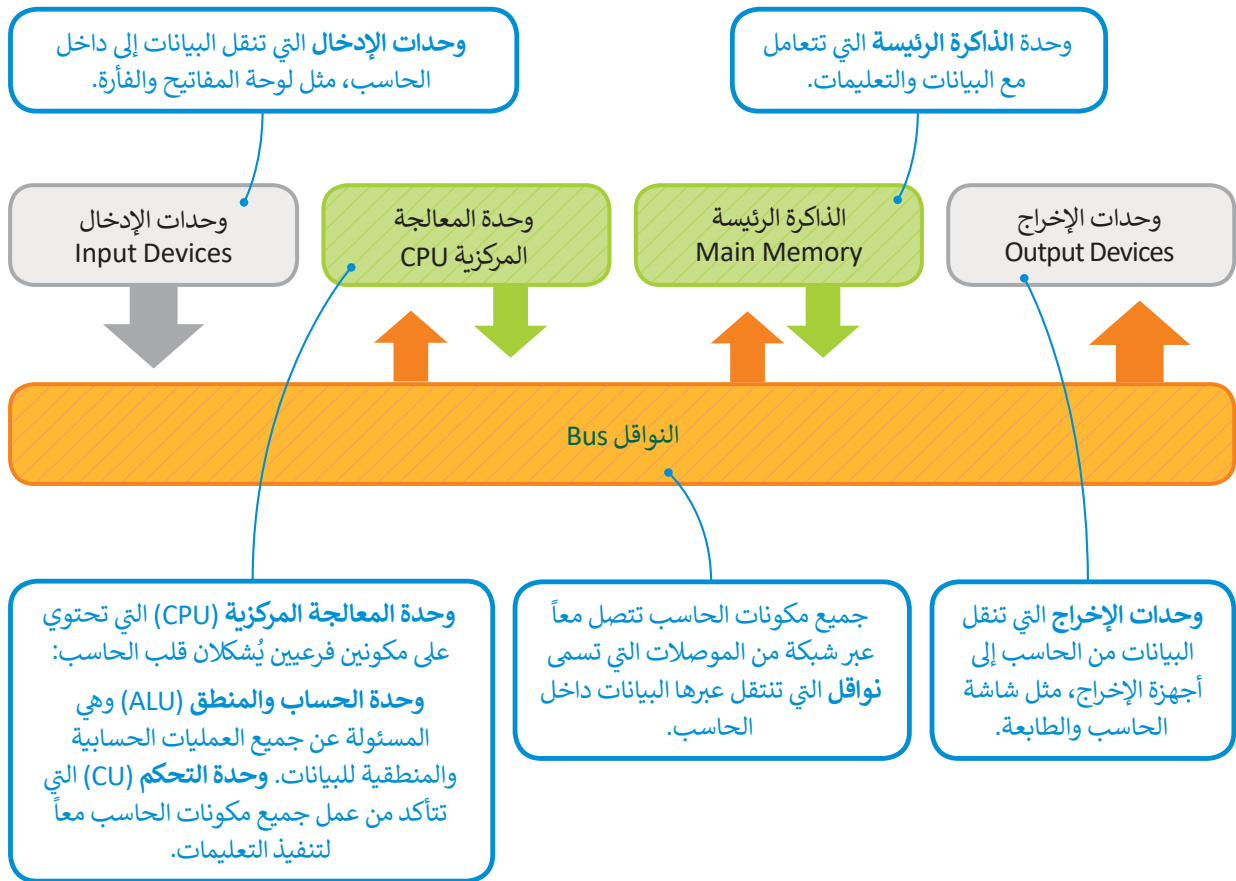 وحدات الإدخال التي تنقل البيانات إلى داخل
الحاسب، مثل لوحة المفاتيح والفأرة.
وحدة الذاكرة الرئيسة التي تتعامل
مع البيانات والتعليمات.
وحدات الإدخال
Input Devices
وحدة المعالجة
المركزية CPU
الذاكرة الرئيسة
Main Memory
وحدات الإخراج
Output Devices
النواقل Bus
وحدة المعالجة المركزية (CPU) التي تحتوي
على مكونين فرعيين يُشكلان قلب الحاسب:
وحدة الحساب والمنطق (ALU) وهي
المسئولة عن جميع العمليات الحسابية
والمنطقية للبيانات. وحدة التحكم (CU) التي
تتأكد من عمل جميع مكونات الحاسب معاً
لتنفيذ التعليمات.
جميع مكونات الحاسب تتصل معاً
عبر شبكة من الموصلات التي تسمى
نواقل التي تنتقل عبرها البيانات داخل
الحاسب.
وحدات الإخراج التي تنقل
البيانات من الحاسب إلى
أجهزة الإخراج، مثل شاشة
الحاسب والطابعة.